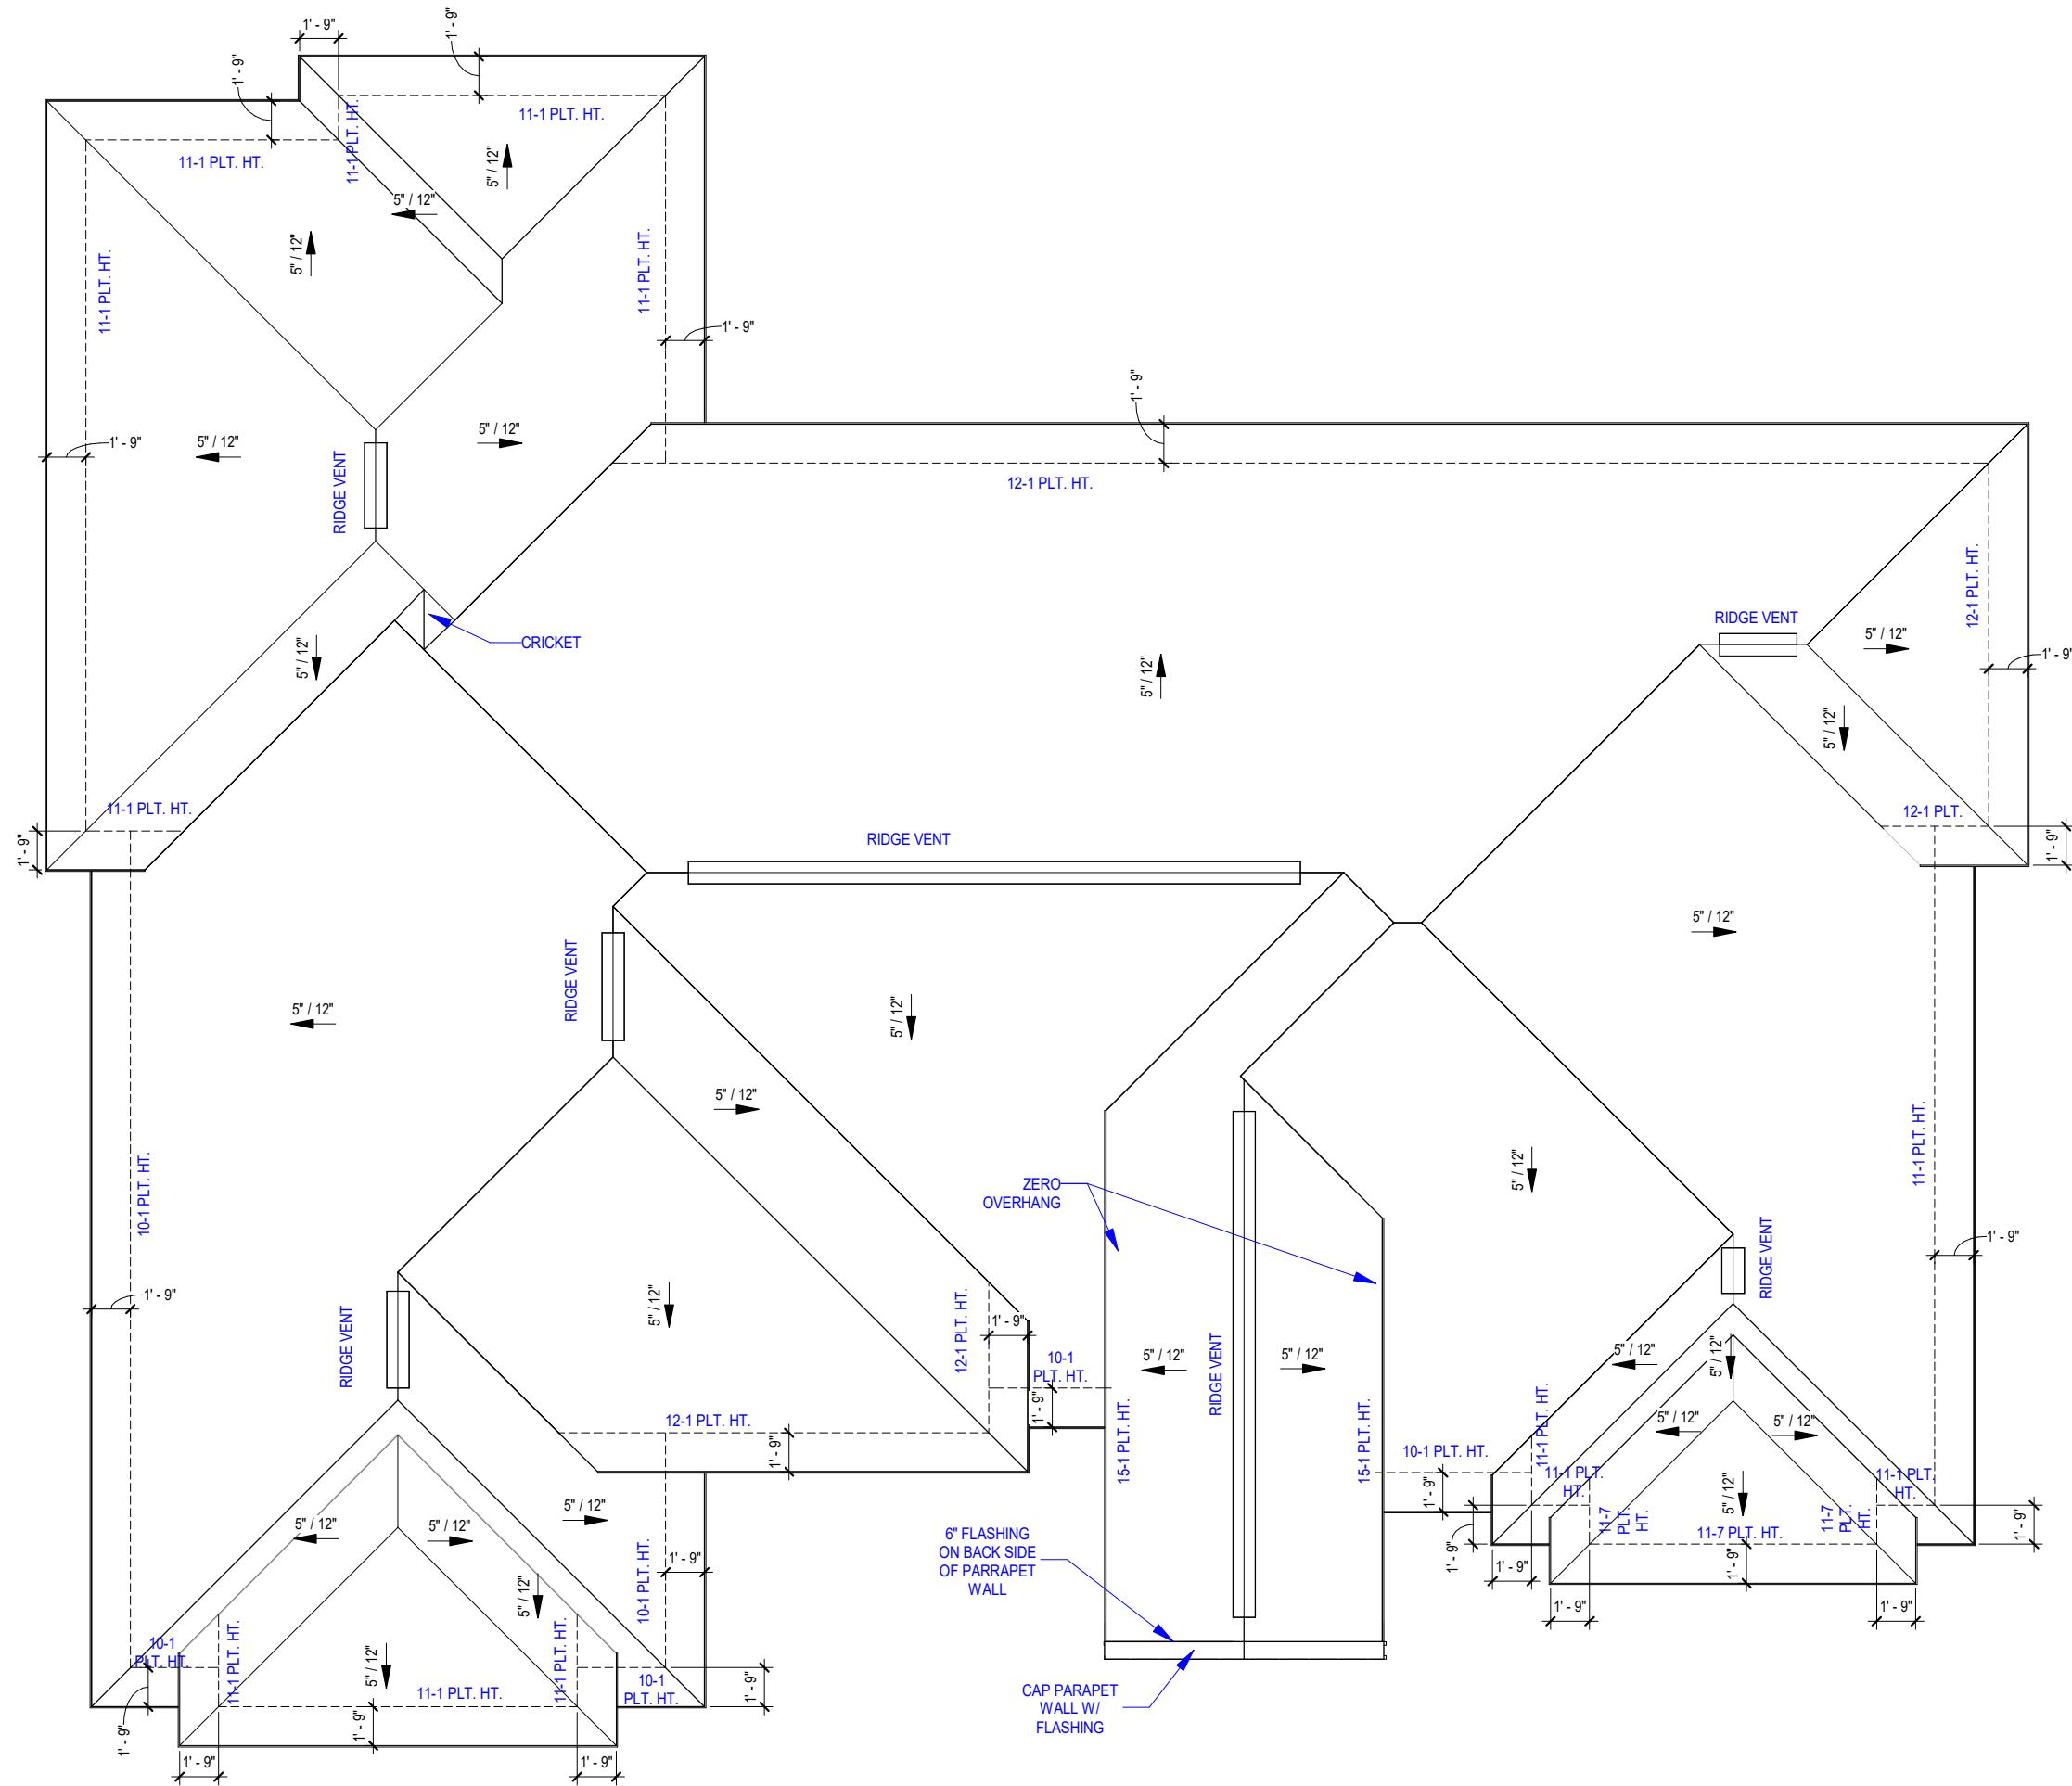 1' - 9"
1' - 9"
1' - 9"
11-1 PLT. HT.
11-1 PLT. HT.
11-1 PLT. HT.
5" / 12"
5" / 12"
5" / 12"
11-1 PLT. HT.
11-1 PLT. HT.
1' - 9"
1' - 9"
1' - 9"
5" / 12"
5" / 12"
RIDGE VENT
12-1 PLT. HT.
CRICKET
5" / 12"
5" / 12"
RIDGE VENT
5" / 12"
12-1 PLT. HT.
1' - 9"
5" / 12"
11-1 PLT. HT.
1' - 9"
12-1 PLT.
1' - 9"
RIDGE VENT
5" / 12"
RIDGE VENT
5" / 12"
5" / 12"
5" / 12"
10-1 PLT. HT.
11-1 PLT. HT.
5" / 12"
ZERO
OVERHANG
1' - 9"
1' - 9"
5" / 12"
RIDGE VENT
RIDGE VENT
12-1 PLT. HT.
1' - 9"
10-1
PLT. HT.
1' - 9"
5" / 12"
RIDGE VENT
5" / 12"
5" / 12"
5" / 12"
12-1 PLT. HT.
1' - 9"
15-1 PLT. HT.
15-1 PLT. HT.
10-1 PLT. HT.
1' - 9"
11-1 PLT. HT.
5" / 12"
5" / 12"
11-1 PLT.
HT.
11-1 PLT.
HT.
5" / 12"
11-7
PLT.
HT.
11-7 PLT. HT.
11-7
PLT.
HT.
1' - 9"
1' - 9"
1' - 9"
1' - 9"
1' - 9"
1' - 9"
5" / 12"
5" / 12"
5" / 12"
5" / 12"
10-1 PLT. HT.
1' - 9"
6" FLASHING
ON BACK SIDE
OF PARRAPET
WALL
10-1
PLT. HT.
11-1 PLT. HT.
5" / 12"
11-1 PLT. HT.
11-1 PLT. HT.
10-1
PLT. HT.
1' - 9"
1' - 9"
1' - 9"
1' - 9"
1' - 9"
CAP PARAPET
WALL W/
FLASHING